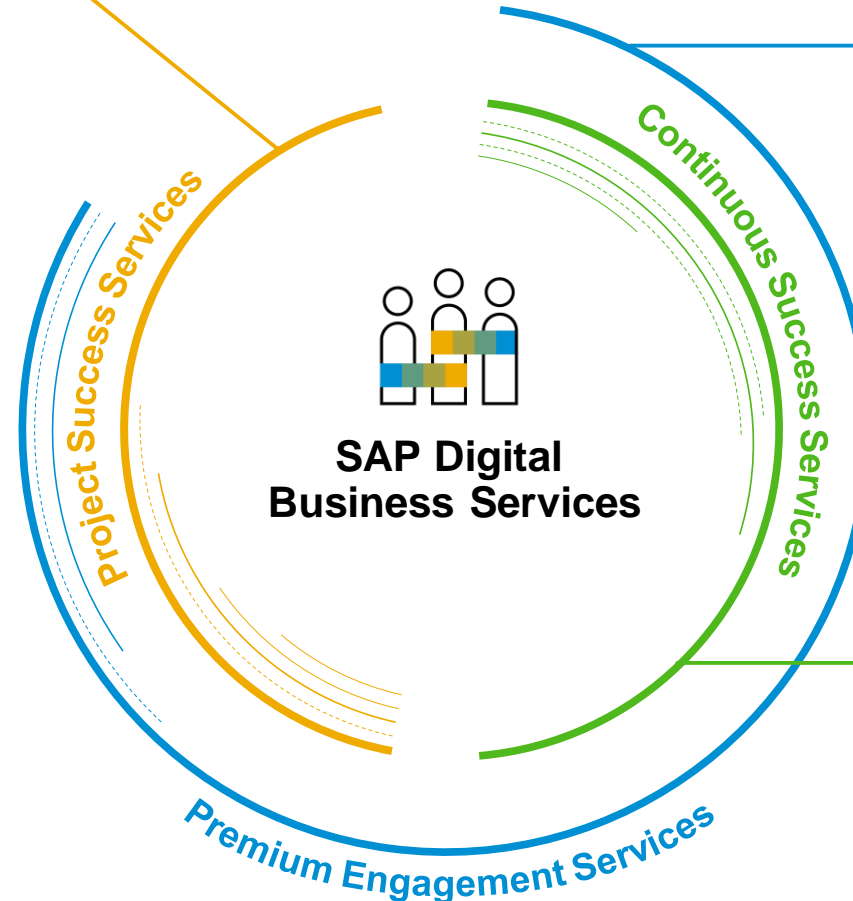 Project Success Services
Continuous Success Services
SAP Digital
Business Services
Premium Engagement Services